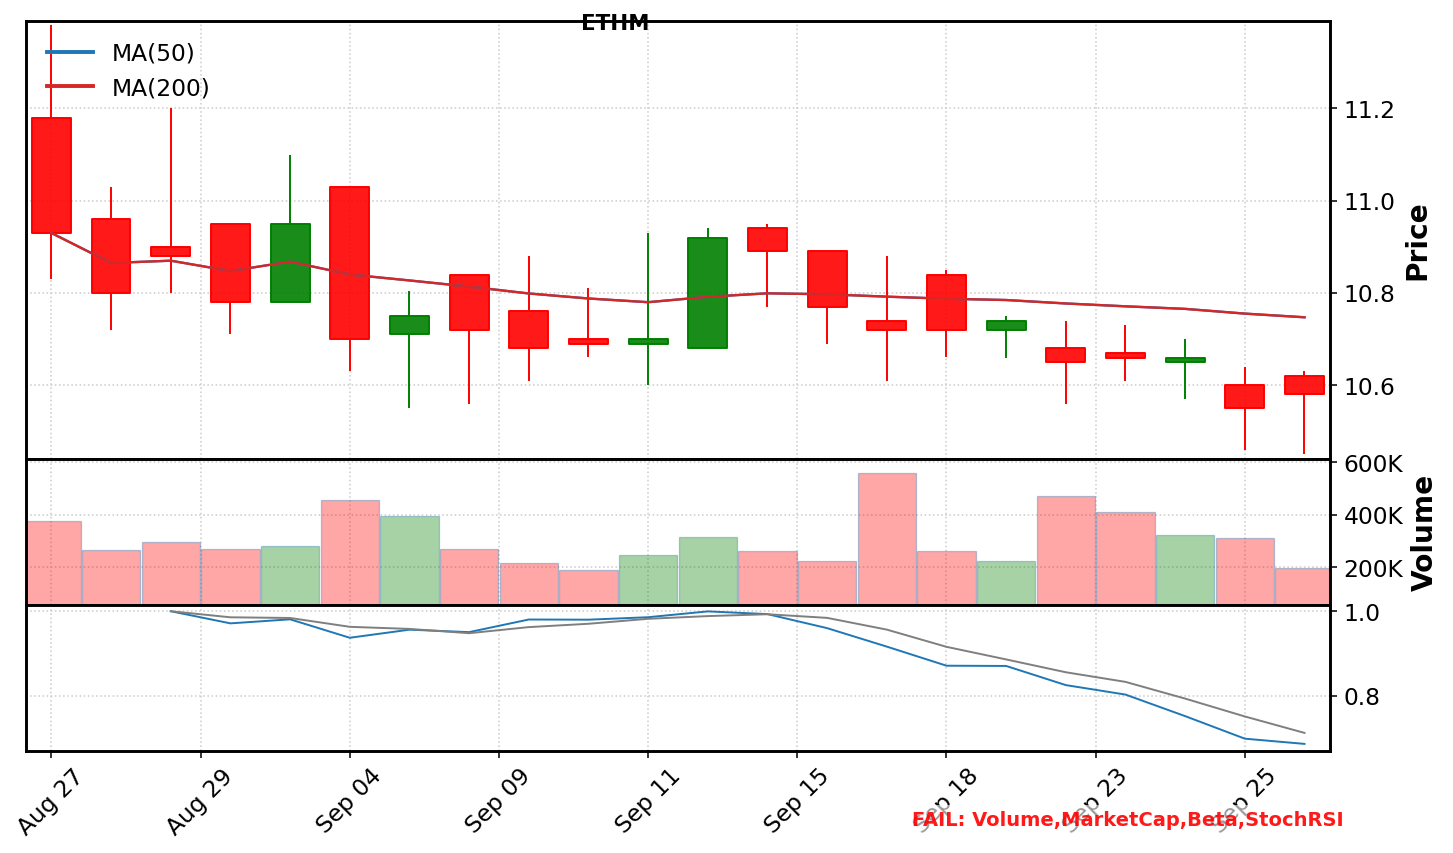 ETHM
MA(50)
MA(200)
11.2
11.0
10.8
10.6
Price
600K
400K
200K
Volume
1.0
0.8
Aug 27
Aug 29
Sep 04
Sep 09
Sep 11
Sep 15
Sep 18
Sep 23
Sep 25
FAIL: Volume,MarketCap,Beta,StochRSI